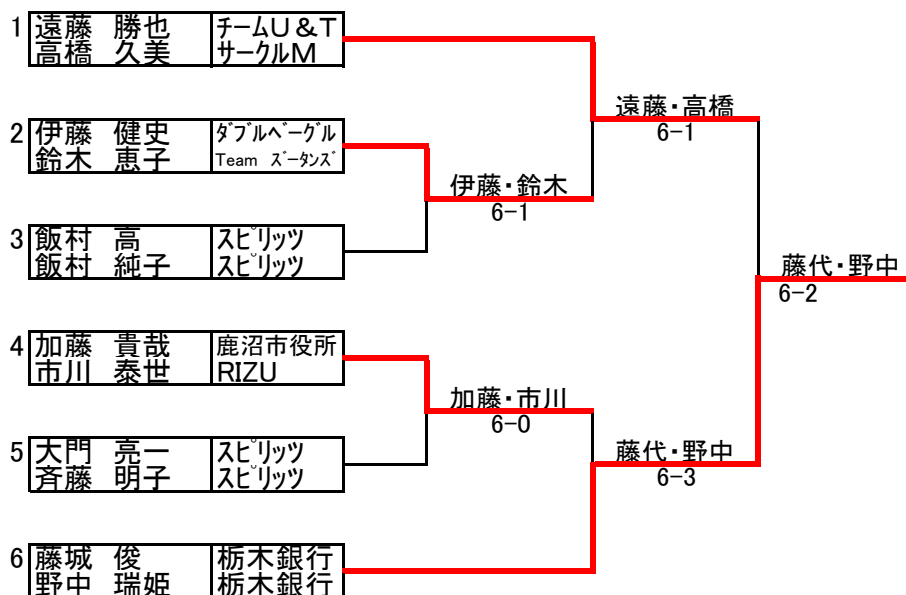 1 遠藤 勝也 チームU&T
高橋 久美 サークルM
遠藤・高橋
6-1
2 伊藤 健史 ダブルベーグル
鈴木 恵子 Team ズータンズ
伊藤・鈴木
6-1
3 飯村 高 スピリッツ
飯村 純子 スピリッツ
藤代・野中
6-2
4 加藤 貴哉 鹿沼市役所
市川 泰世 RIZU
加藤・市川
6-0
5 大門 亮一 スピリッツ
斉藤 明子 スピリッツ
藤代・野中
6-3
6 藤城 俊 栃木銀行
野中 瑞姫 栃木銀行